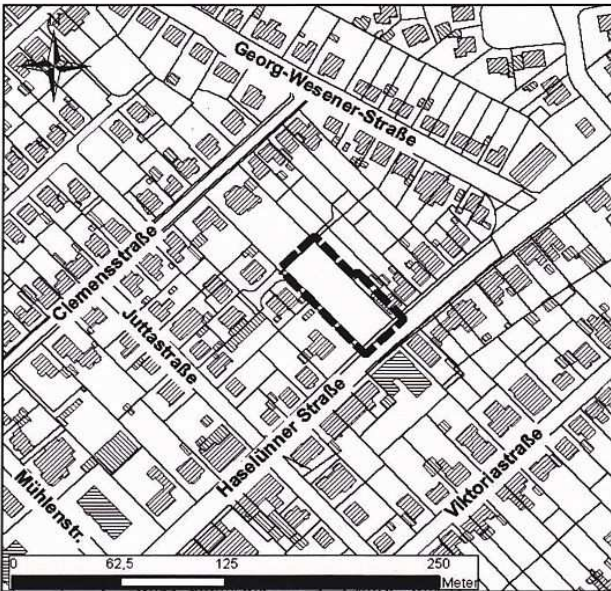 N
Georg-Wesener-Straße
Clemensstraße
Juttastraße
Haselünner Straße
Viktoriastraße
Mühlenstr.
0 62,5 125 250
Meter